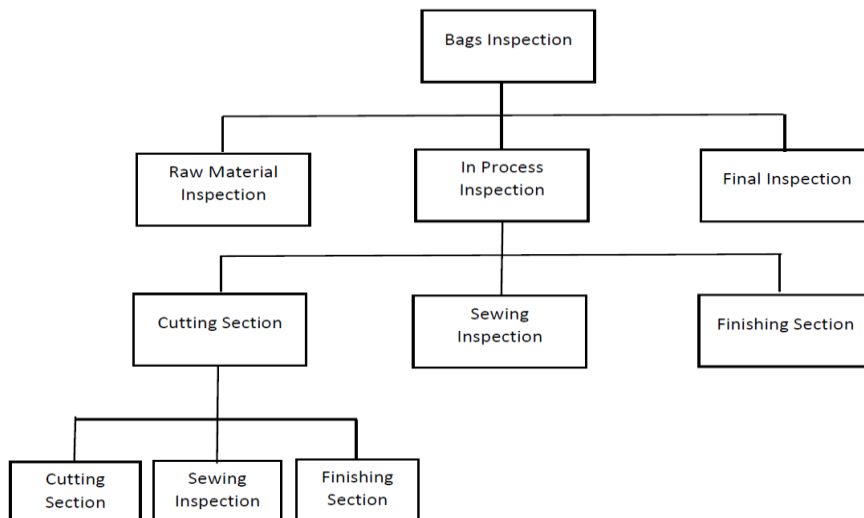 Bags Inspection
Raw Material
Inspection
In Process
Inspection
Final Inspection
Cutting Section
Sewing
Inspection
Finishing Section
Cutting
Section
Sewing
Inspection
Finishing
Section